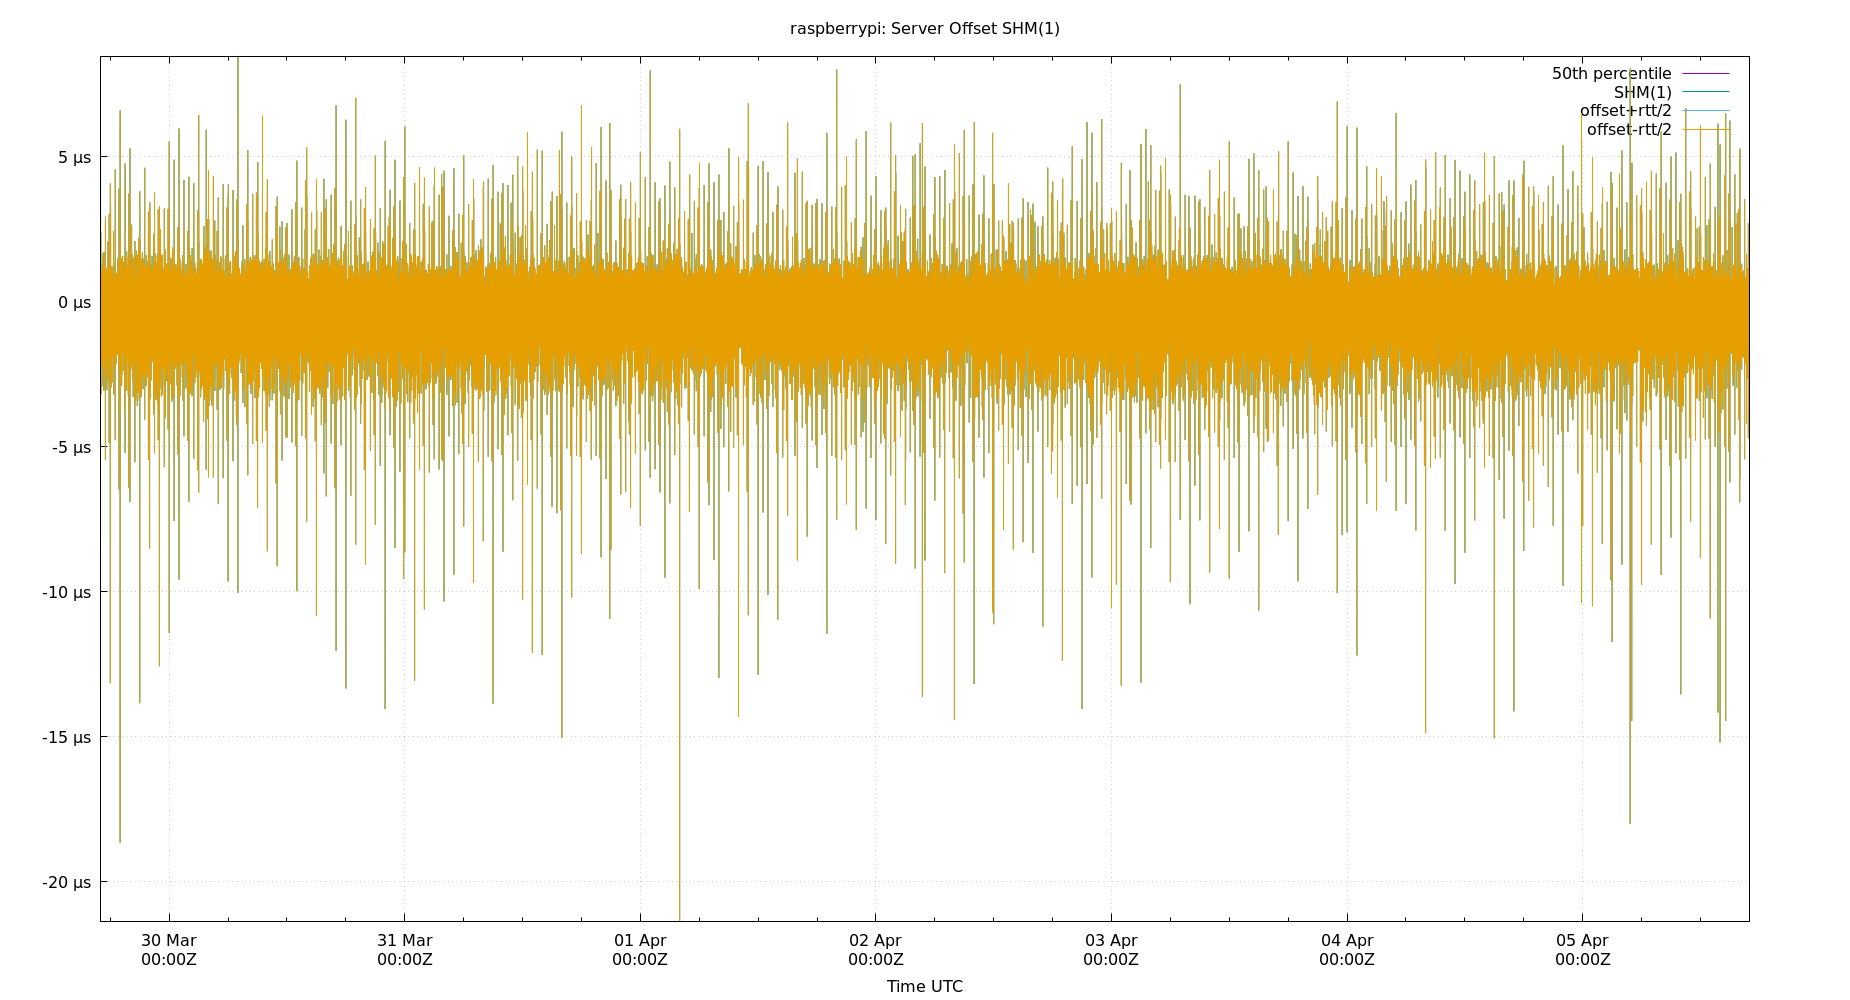 raspberrypi: Server Offset SHM(1)
50th percentile
SHM(1)
offset+rtt/2
offset-rtt/2
5 µs
0 µs
-5 µs
-10 µs
-15 µs
-20 µs
30 Mar 31 Mar 01 Apr 02 Apr 03 Apr 04 Apr 05 Apr
00:00Z 00:00Z 00:00Z 00:00Z 00:00Z 00:00Z 00:00Z
Time UTC